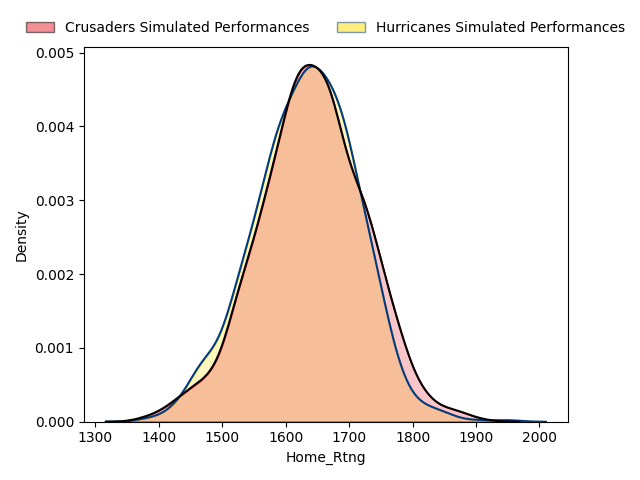 Crusaders Simulated Performances
Hurricanes Simulated Performances
0.005
0.004
0.003
0.002
0.001
0.000
Density
1300 1400 1500 1600 1700 1800 1900 2000
Home_Rtng